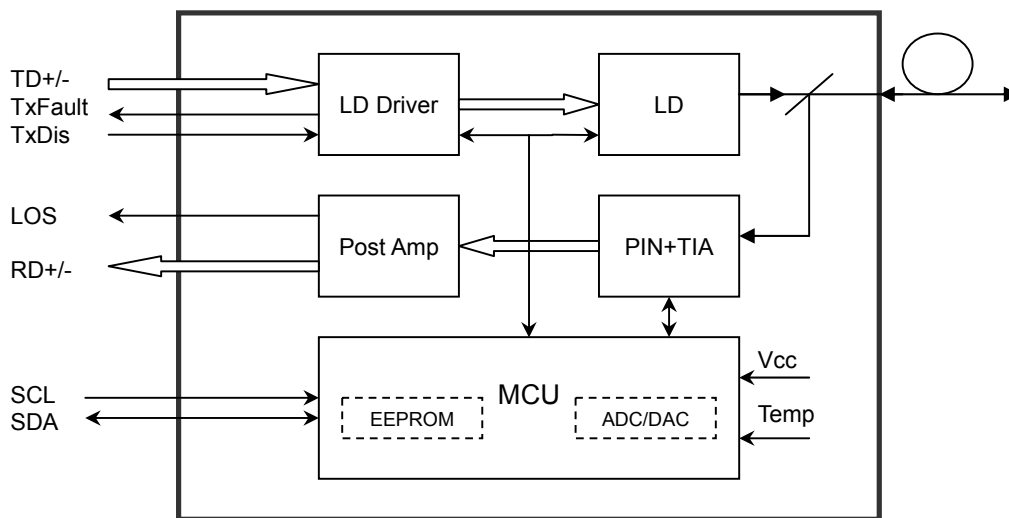 TD+/-
TxFault
TxDis
LD Driver
LD
LOS
RD+/-
Post Amp
PIN+TIA
SCL
SDA
MCU
EEPROM
ADC/DAC
Vcc
Temp